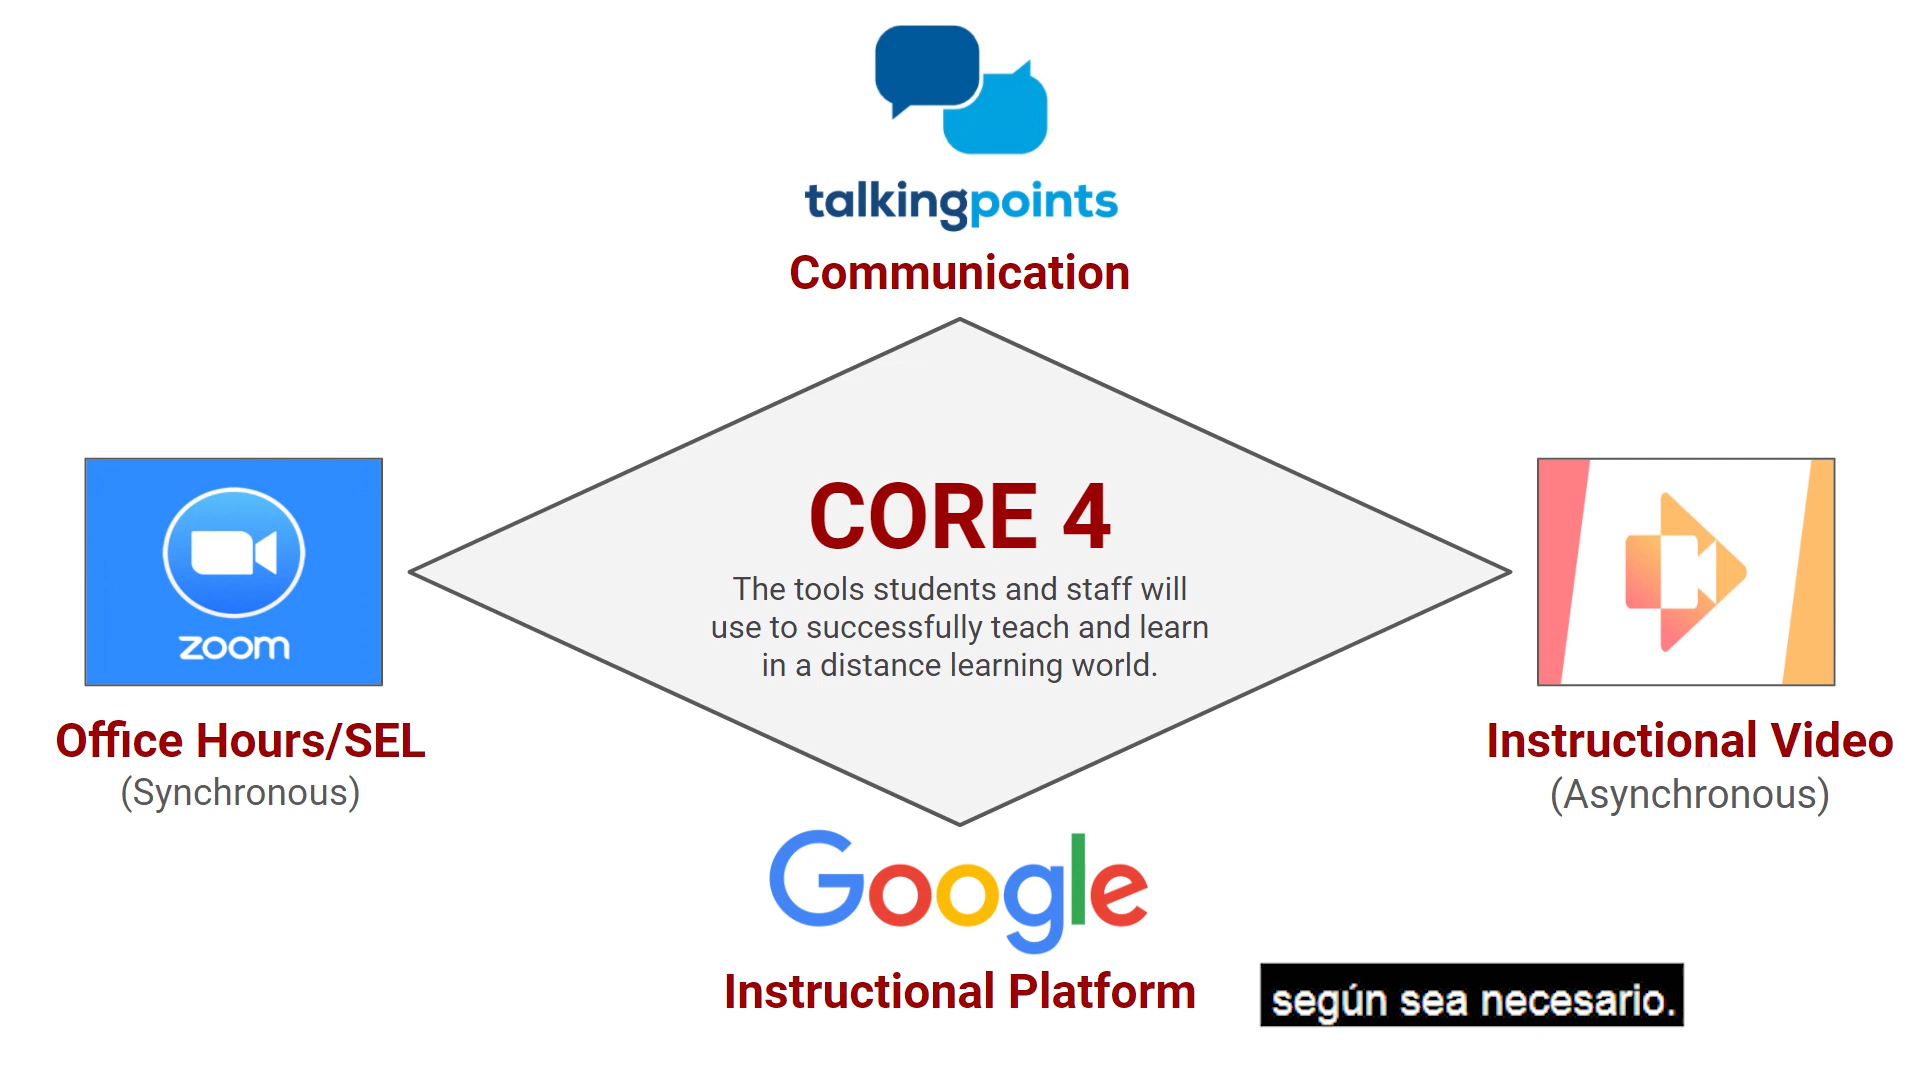 talkingpoints
Communication
CORE 4
The tools students and staff will
use to successfully teach and learn
in a distance learning world.
zoom
Office Hours/SEL
(Synchronous)
Instructional Video
(Asynchronous)
Google
Instructional Platform
según sea necesario.